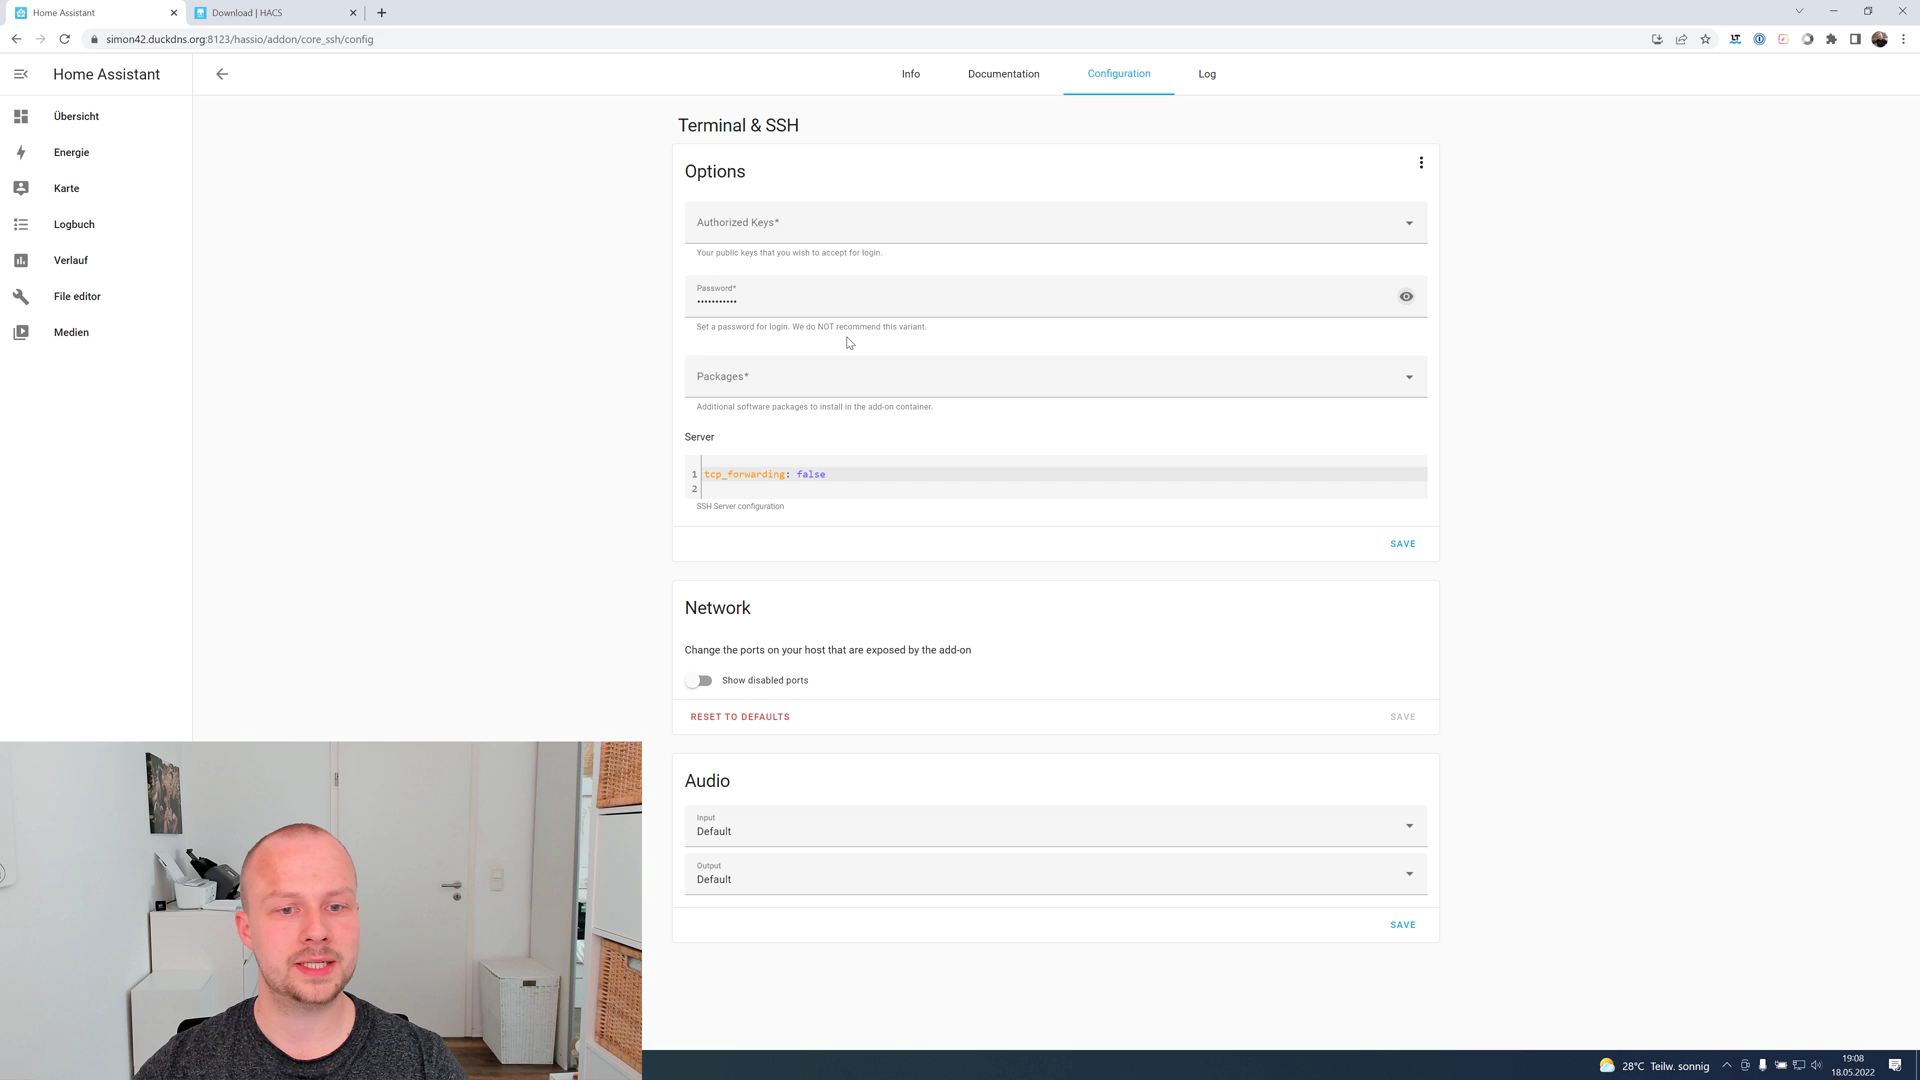 Home Assistant
Download | HACS
simon42.duckdns.org:8123/hassio/addon/core_ssh/config
Home Assistant
Info
Documentation
Configuration
Log
Übersicht
Energie
Karte
Logbuch
Verlauf
File editor
Medien
Terminal & SSH
Options
Authorized Keys*
Your public keys that you wish to accept for login.
Password*
•••••••••••
Set a password for login. We do NOT recommend this variant.
Packages*
Additional software packages to install in the add-on container.
Server
1 tcp_forwarding: false
2
SSH Server configuration
SAVE
Network
Change the ports on your host that are exposed by the add-on
Show disabled ports
RESET TO DEFAULTS
SAVE
Audio
Input
Default
Output
Default
SAVE
28°C Teilw. sonnig
19:08
18.05.2022